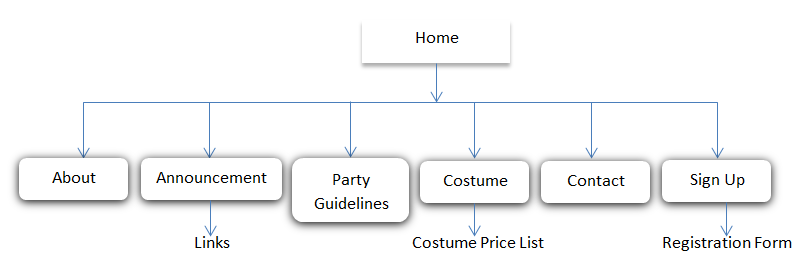 Home
About
Announcement
Party
Guidelines
Costume
Contact
Sign Up
Links
Costume Price List
Registration Form